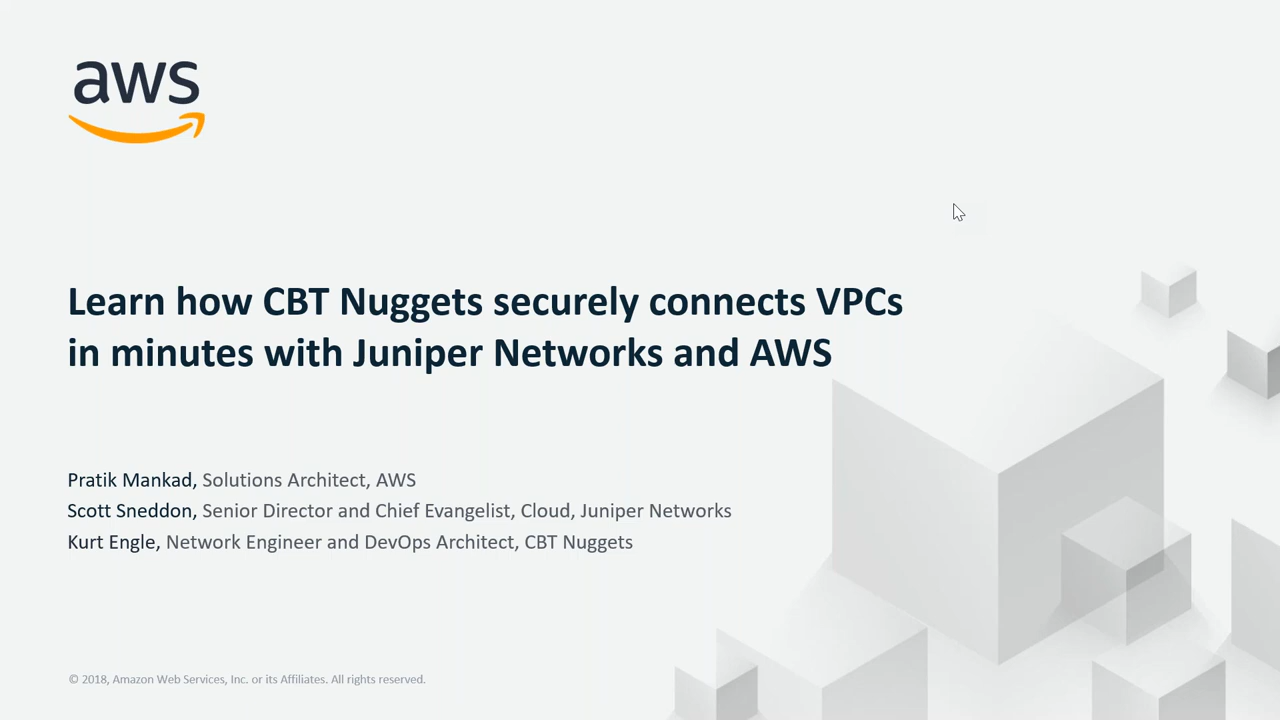 aws
Learn how CBT Nuggets securely connects VPCs
in minutes with Juniper Networks and AWS
Pratik Mankad, Solutions Architect, AWS
Scott Sneddon, Senior Director and Chief Evangelist, Cloud, Juniper Networks
Kurt Engle, Network Engineer and DevOps Architect, CBT Nuggets
© 2018, Amazon Web Services, Inc. or its Affiliates. All rights reserved.